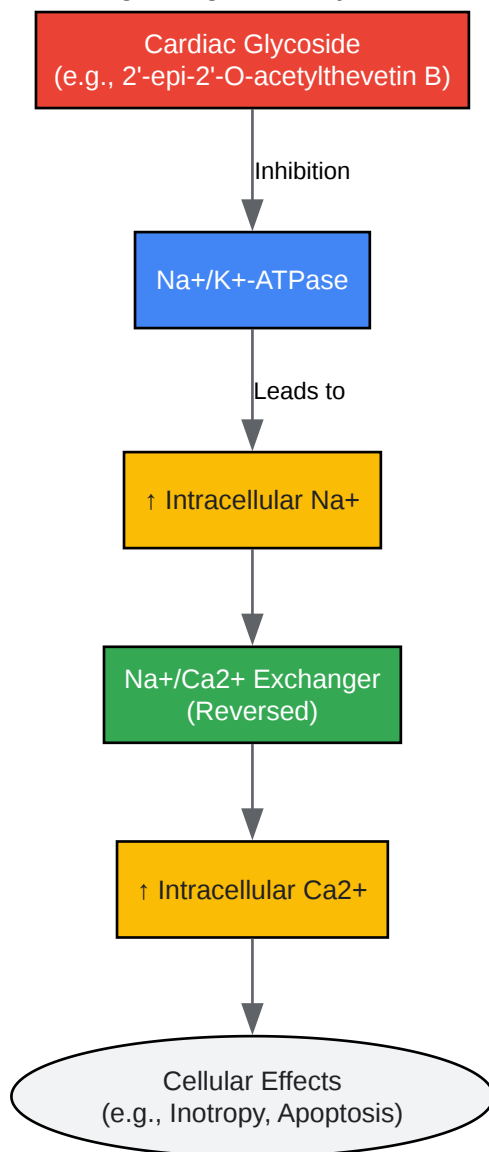 Cardiac Glycoside
(e.g., 2'-epi-2'-O-acetylthevetin B)
Inhibition
Na+/K+-ATPase
Leads to
↑ Intracellular Na+
Na+/Ca2+ Exchanger
(Reversed)
↑ Intracellular Ca2+
Cellular Effects
(e.g., Inotropy, Apoptosis)